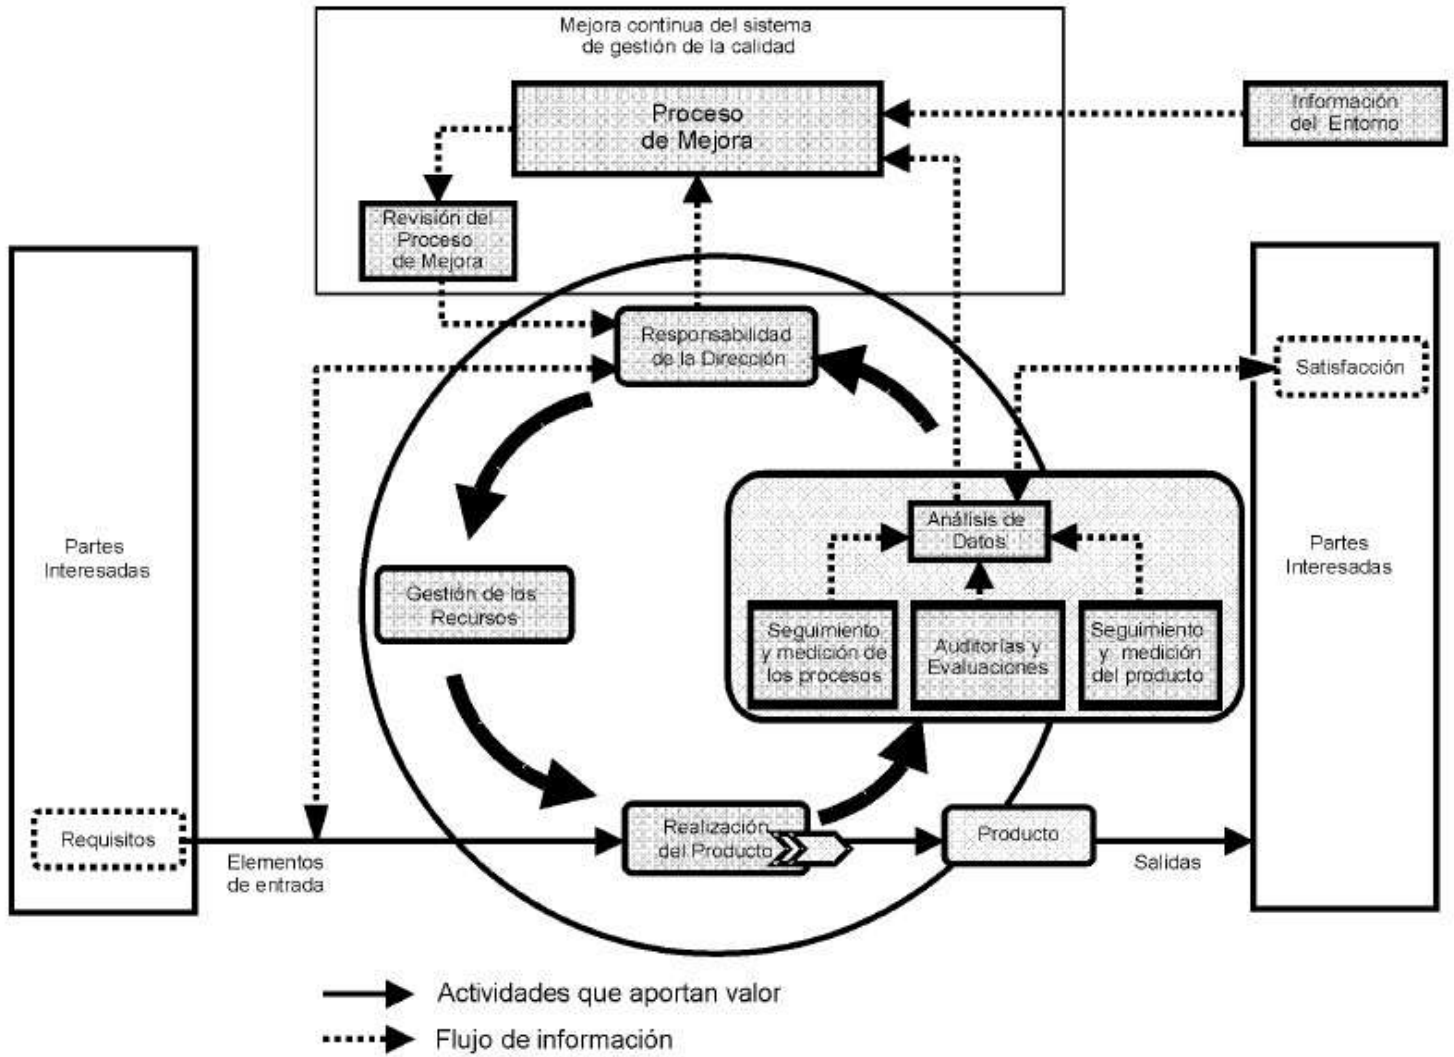 Mejora continua del sistema
de gestión de la calidad
Proceso
de Mejora
Información
del Entorno
Revisión del
Proceso
de Mejora
Responsabilidad
de la Dirección
Satisfacción
Partes
Interesadas
Análisis de
Datos
Partes
Interesadas
Gestión de los
Recursos
Seguimiento
y medición de
los procesos
Auditorías y
Evaluaciones
Seguimiento
y medición
del producto
Requisitos
Elementos
de entrada
Realización
del Producto
Producto
Salidas
Actividades que aportan valor
Flujo de información